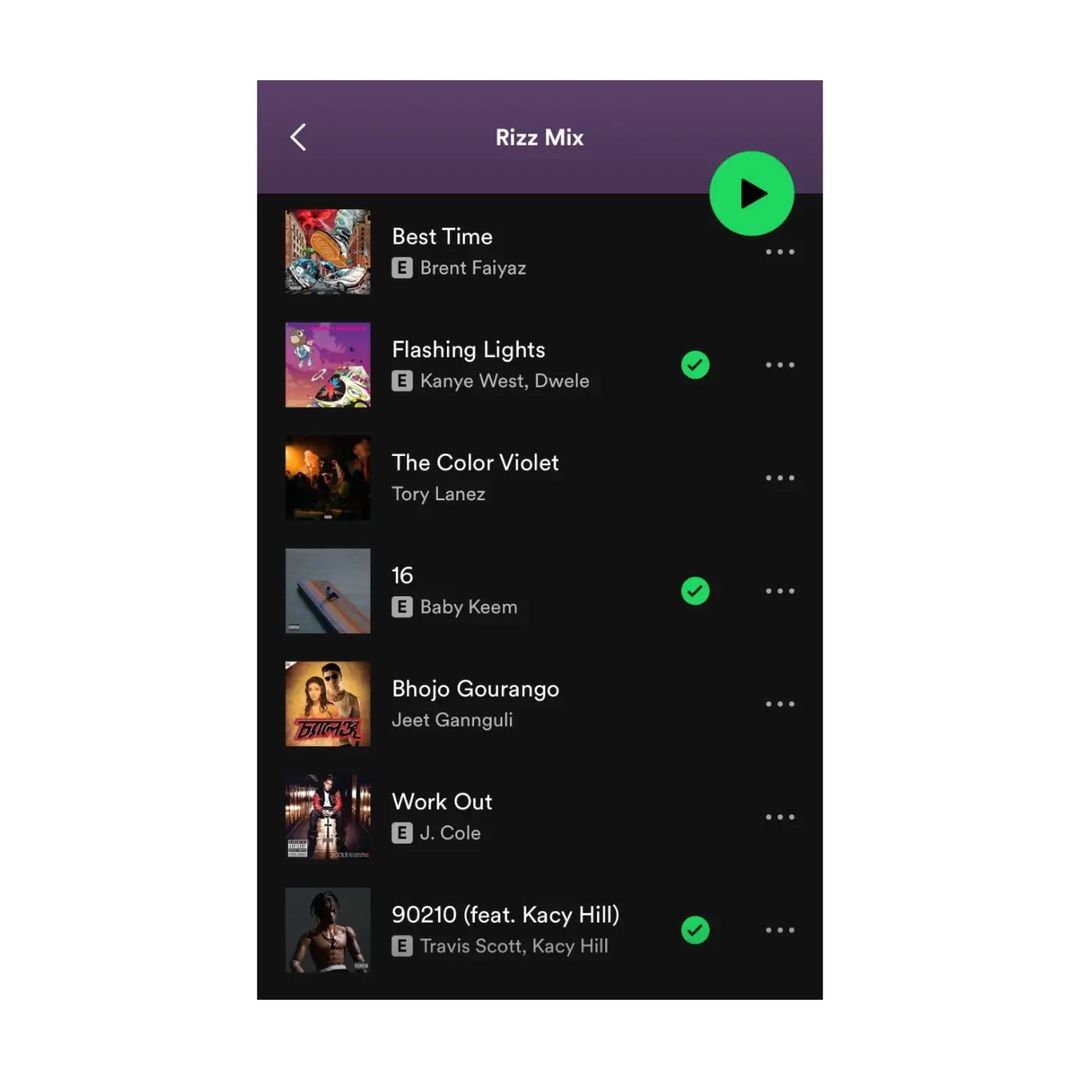 Rizz Mix
Best Time
E Brent Faiyaz
Flashing Lights
E Kanye West, Dwele
The Color Violet
Tory Lanez
16
E Baby Keem
Bhojo Gourango
Jeet Gannguli
চ্যালেঞ্জ
Work Out
E J. Cole
90210 (feat. Kacy Hill)
E Travis Scott, Kacy Hill